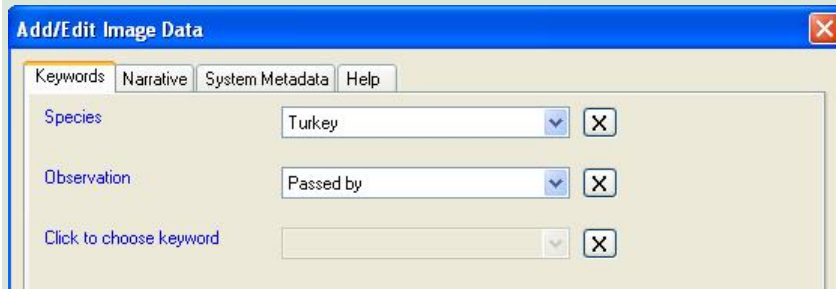 Add/Edit Image Data
Keywords Narrative System Metadata Help
Species Turkey X
Observation Passed by X
Click to choose keyword X